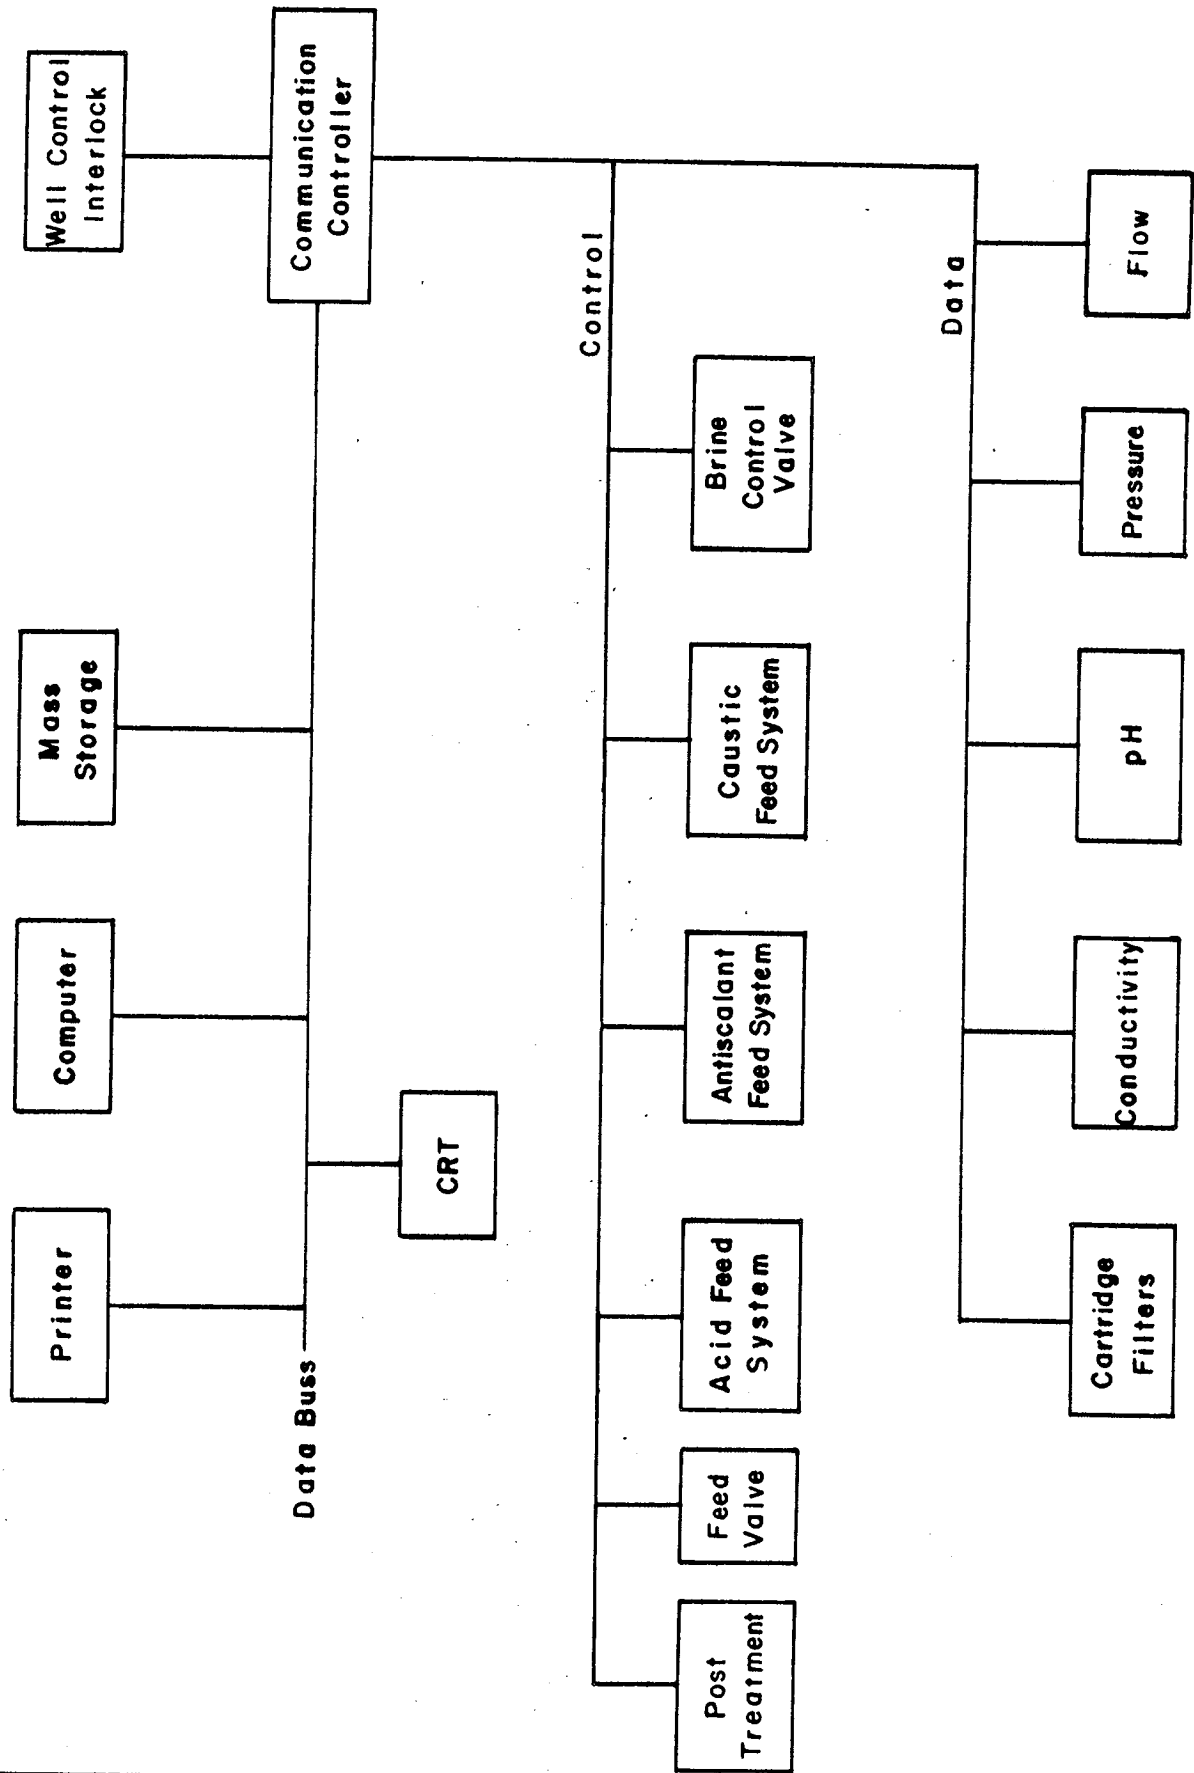 Printer
Computer
Mass
Storage
Well Control
Interlock
Data Buss
CRT
Communication
Controller
Control
Post
Treatment
Feed
Valve
Acid Feed
System
Antiscalant
Feed System
Caustic
Feed System
Brine
Control
Valve
Data
Cartridge
Filters
Conductivity
pH
Pressure
Flow